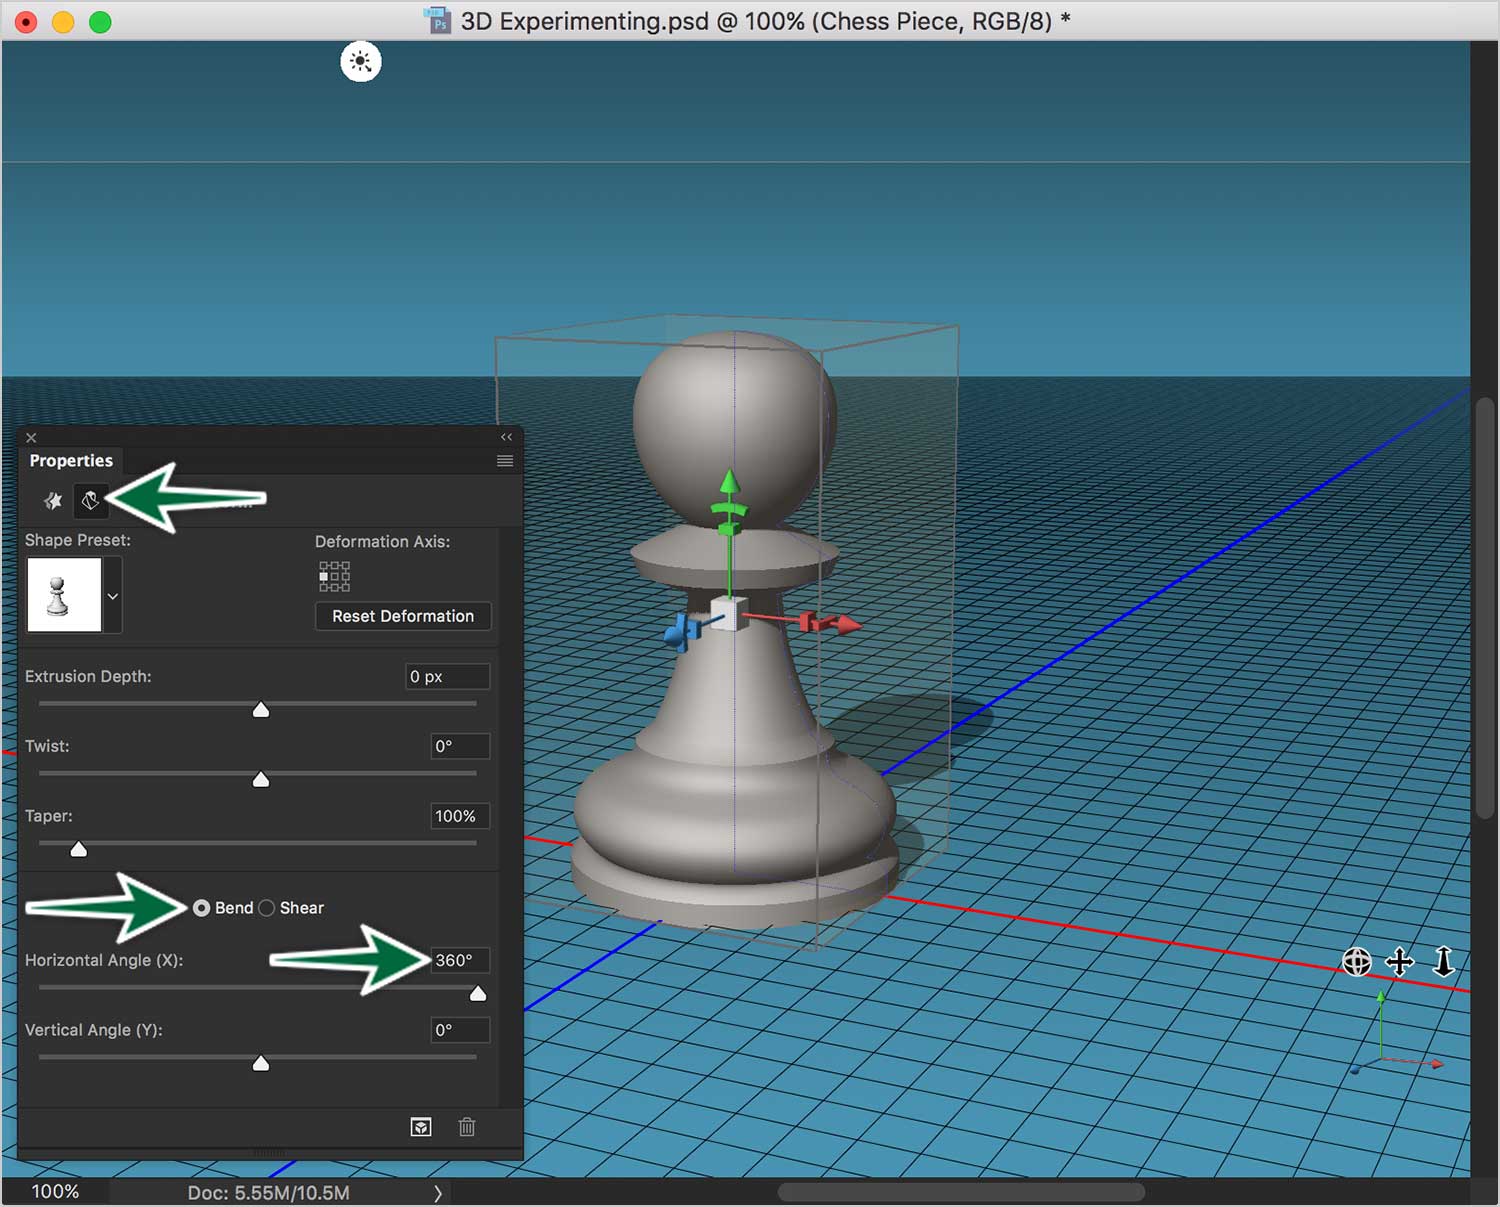 3D Experimenting.psd @ 100% (Chess Piece, RGB/8) *
Ps
Properties
Shape Preset:
Deformation Axis:
Reset Deformation
Extrusion Depth:
0 px
Twist:
0°
Taper:
100%
Bend
Shear
Horizontal Angle (X):
360°
Vertical Angle (Y):
0°
100%
Doc: 5.55M/10.5M